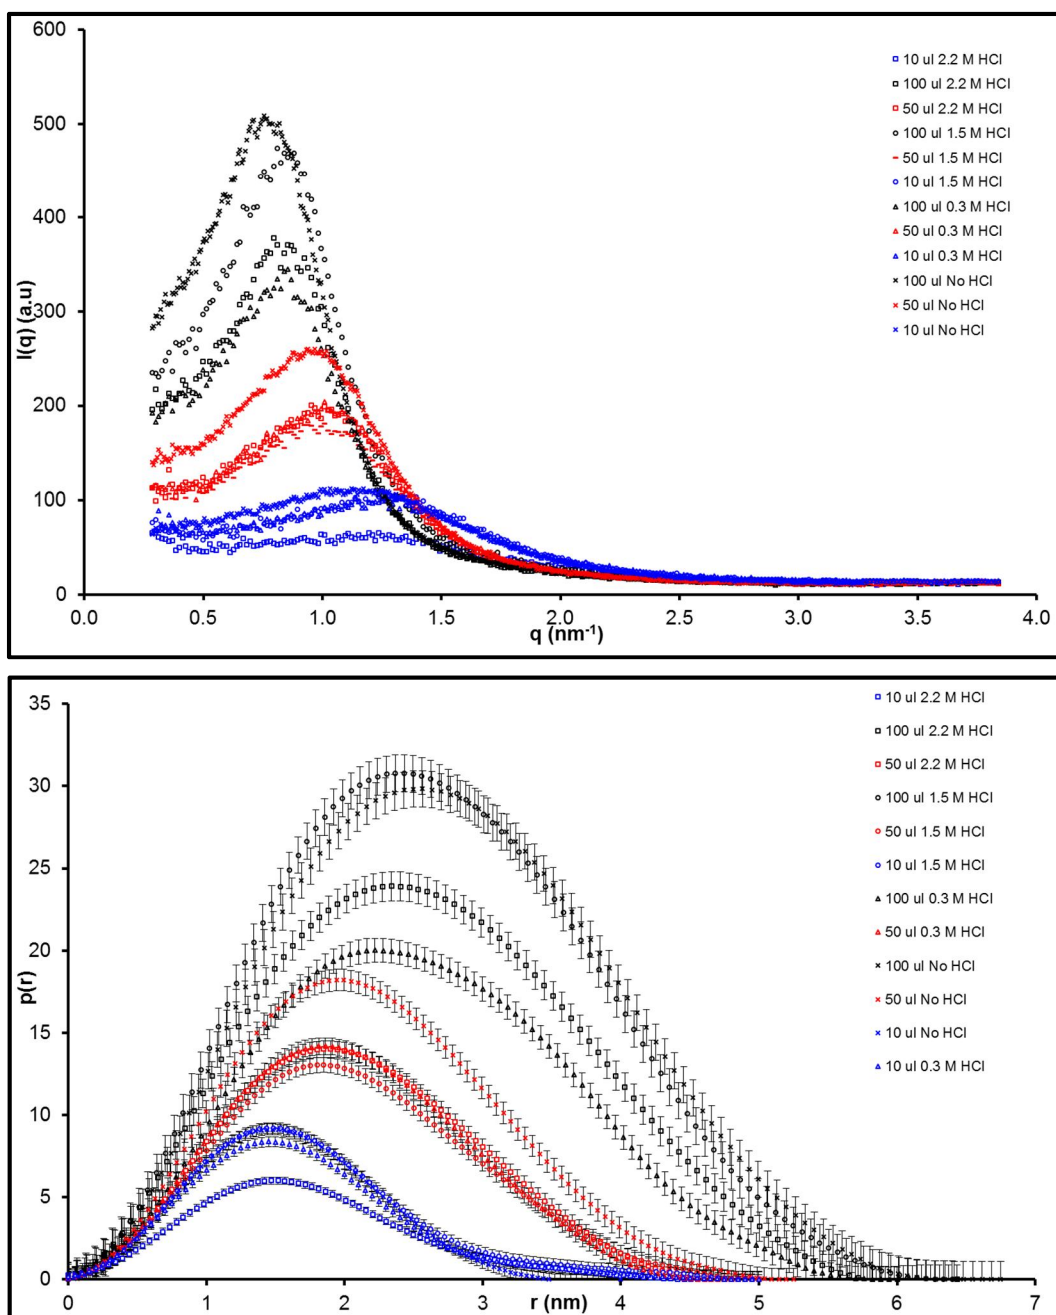 600
500
400
300
200
100
0
I(q) (a.u)
0.0 0.5 1.0 1.5 2.0 2.5 3.0 3.5 4.0
q (nm-1)
10 ul 2.2 M HCl
100 ul 2.2 M HCl
50 ul 2.2 M HCl
100 ul 1.5 M HCl
50 ul 1.5 M HCl
10 ul 1.5 M HCl
100 ul 0.3 M HCl
50 ul 0.3 M HCl
10 ul 0.3 M HCl
100 ul No HCl
50 ul No HCl
10 ul No HCl
35
30
25
20
15
10
5
0
p(r)
0 1 2 3 4 5 6 7
r (nm)
10 ul 2.2 M HCl
100 ul 2.2 M HCl
50 ul 2.2 M HCl
100 ul 1.5 M HCl
50 ul 1.5 M HCl
10 ul 1.5 M HCl
100 ul 0.3 M HCl
50 ul 0.3 M HCl
100 ul No HCl
50 ul No HCl
10 ul No HCl
10 ul 0.3 M HCl